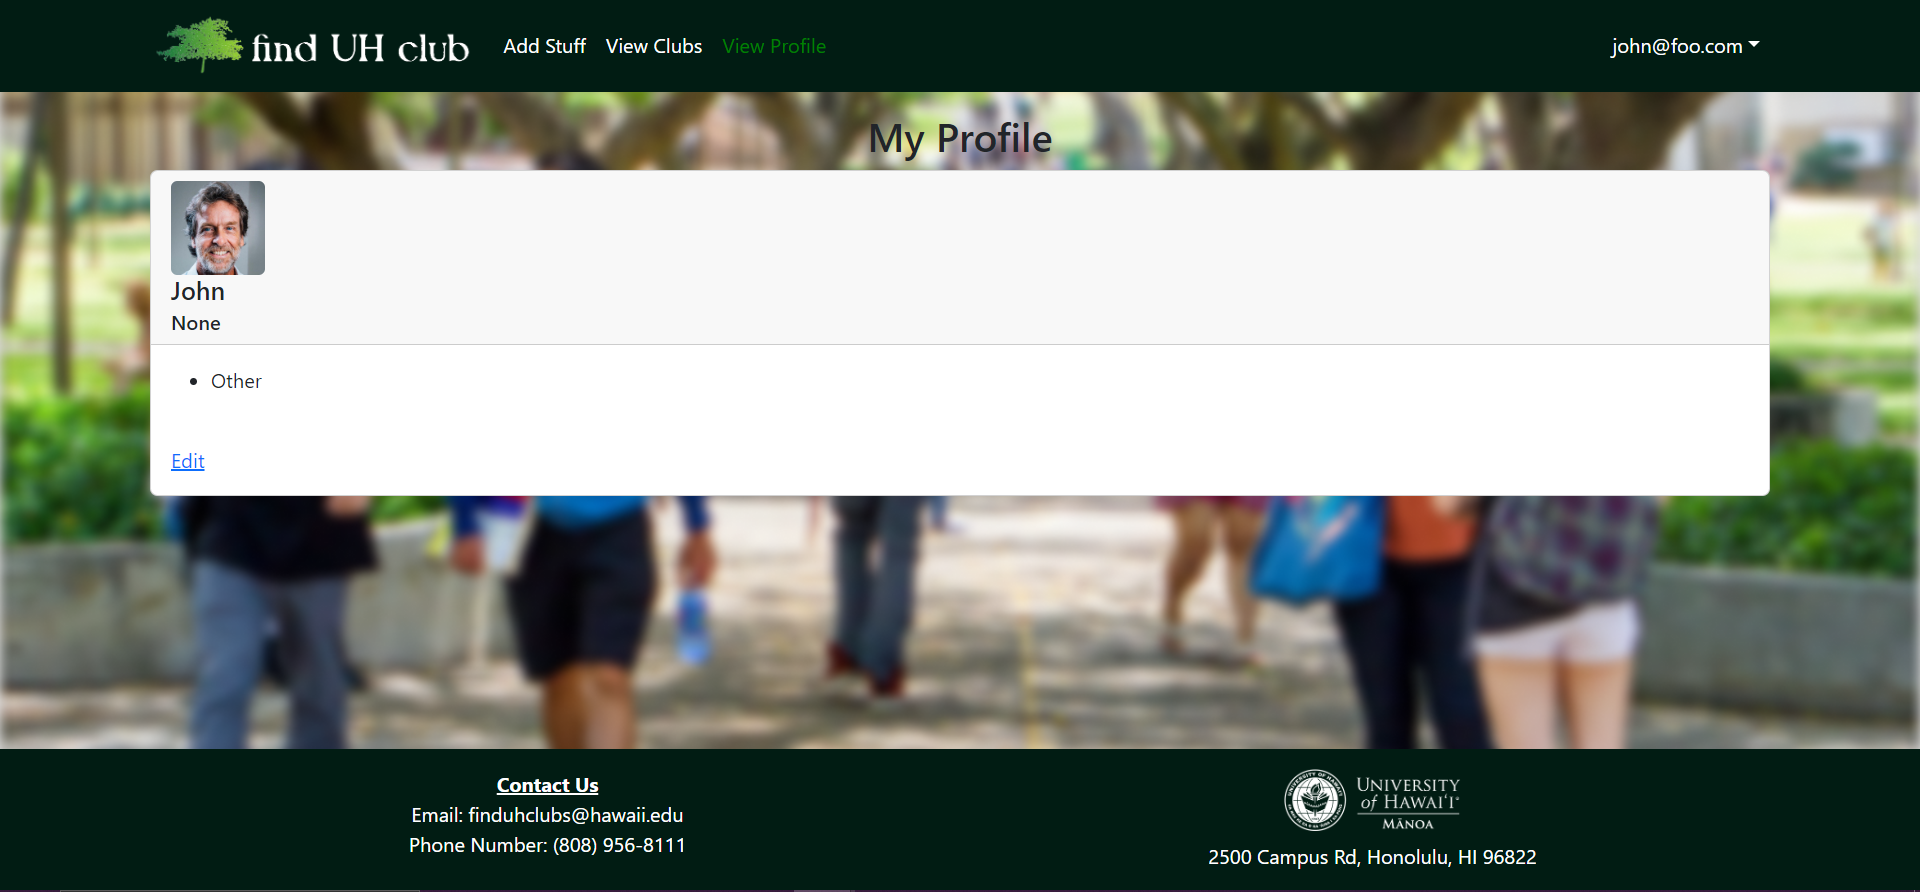 find UH club
Add Stuff
View Clubs
View Profile
john@foo.com
My Profile
John
None
Other
Edit
Contact Us
Email: finduhclubs@hawaii.edu
Phone Number: (808) 956-8111
UNIVERSITY
of HAWAI‘I®
MĀNOA
2500 Campus Rd, Honolulu, HI 96822